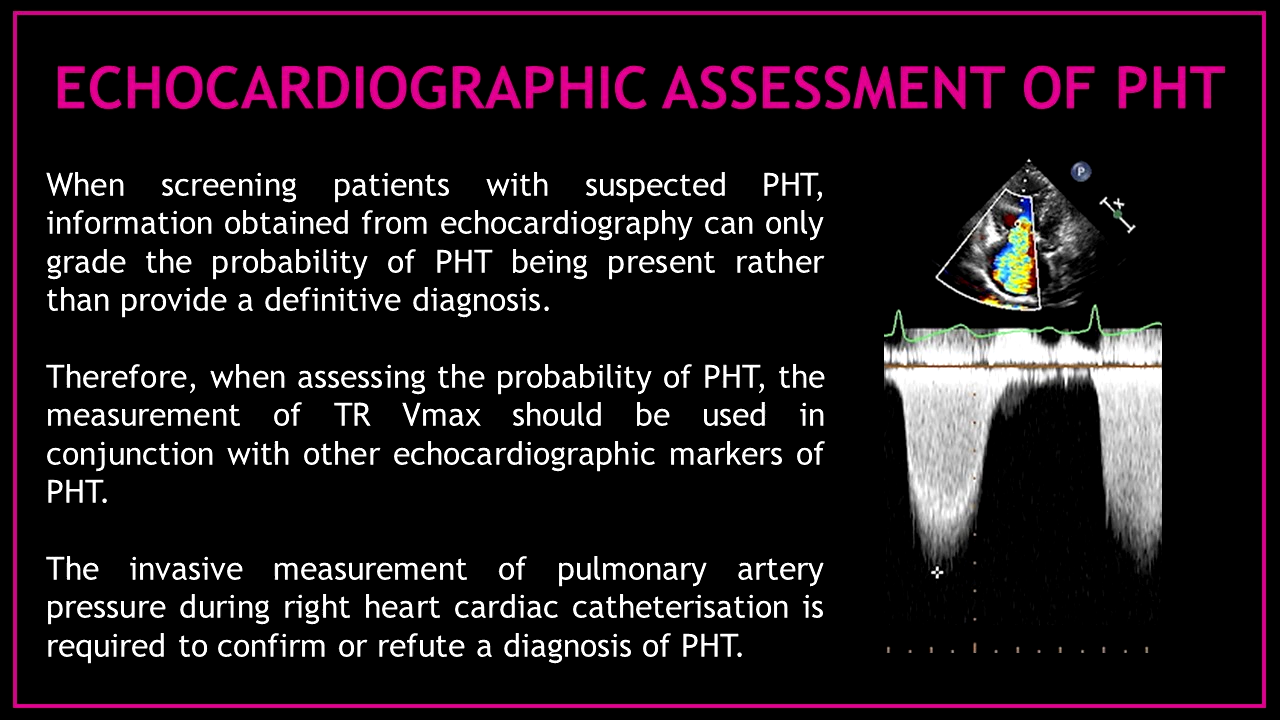 ECHOCARDIOGRAPHIC ASSESSMENT OF PHT
When screening patients with suspected PHT,
information obtained from echocardiography can only
grade the probability of PHT being present rather
than provide a definitive diagnosis.
Therefore, when assessing the probability of PHT, the
measurement of TR Vmax should be used in
conjunction with other echocardiographic markers of
PHT.
The invasive measurement of pulmonary artery
pressure during right heart cardiac catheterisation is
required to confirm or refute a diagnosis of PHT.
P